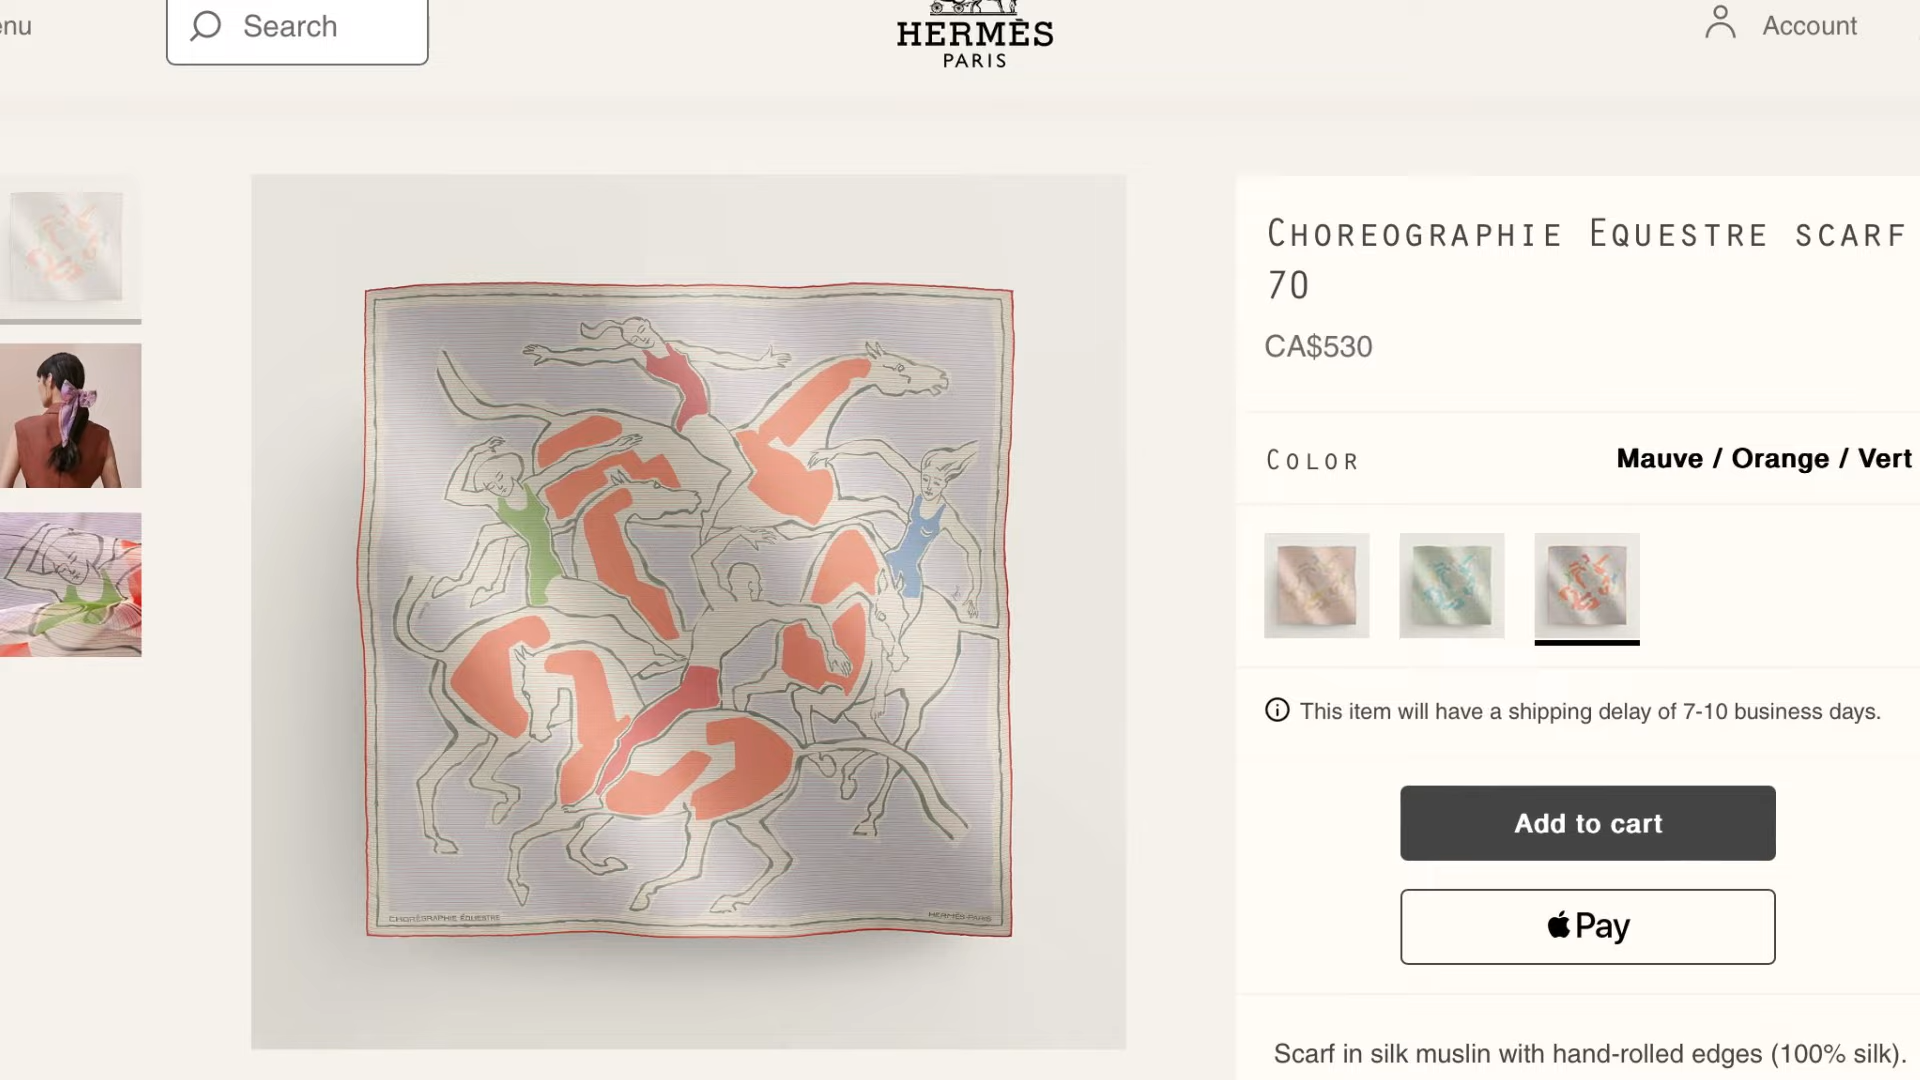 enu
Search
HERMÈS
PARIS
Account
CHOREOGRAPHIE EQUESTRE SCARF
70
CA$530
COLOR
Mauve / Orange / Vert
This item will have a shipping delay of 7-10 business days.
Add to cart
Pay
Scarf in silk muslin with hand-rolled edges (100% silk).
CHORÉGRAPHIE ÉQUESTRE
HERMÈS-PARIS